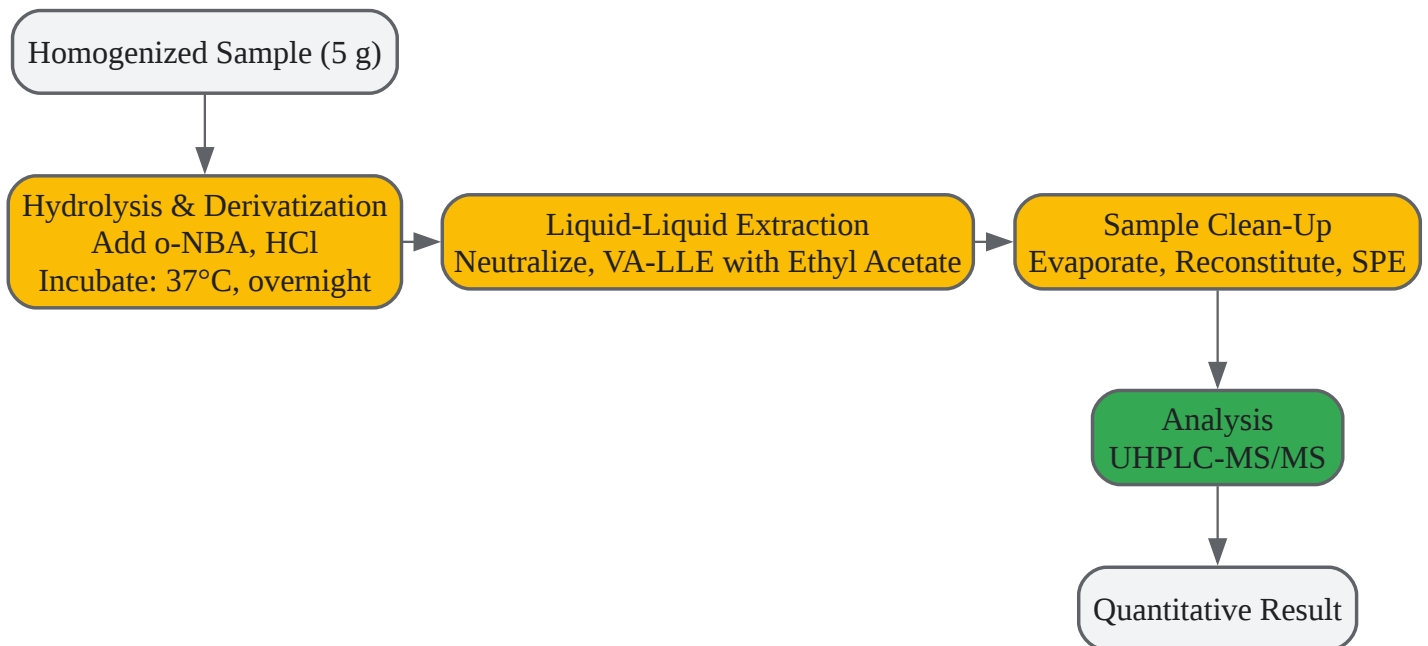 Homogenized Sample (5 g)
Hydrolysis & Derivatization
Add o-NBA, HCl
Incubate: 37°C, overnight
Liquid-Liquid Extraction
Neutralize, VA-LLE with Ethyl Acetate
Sample Clean-Up
Evaporate, Reconstitute, SPE
Analysis
UHPLC-MS/MS
Quantitative Result